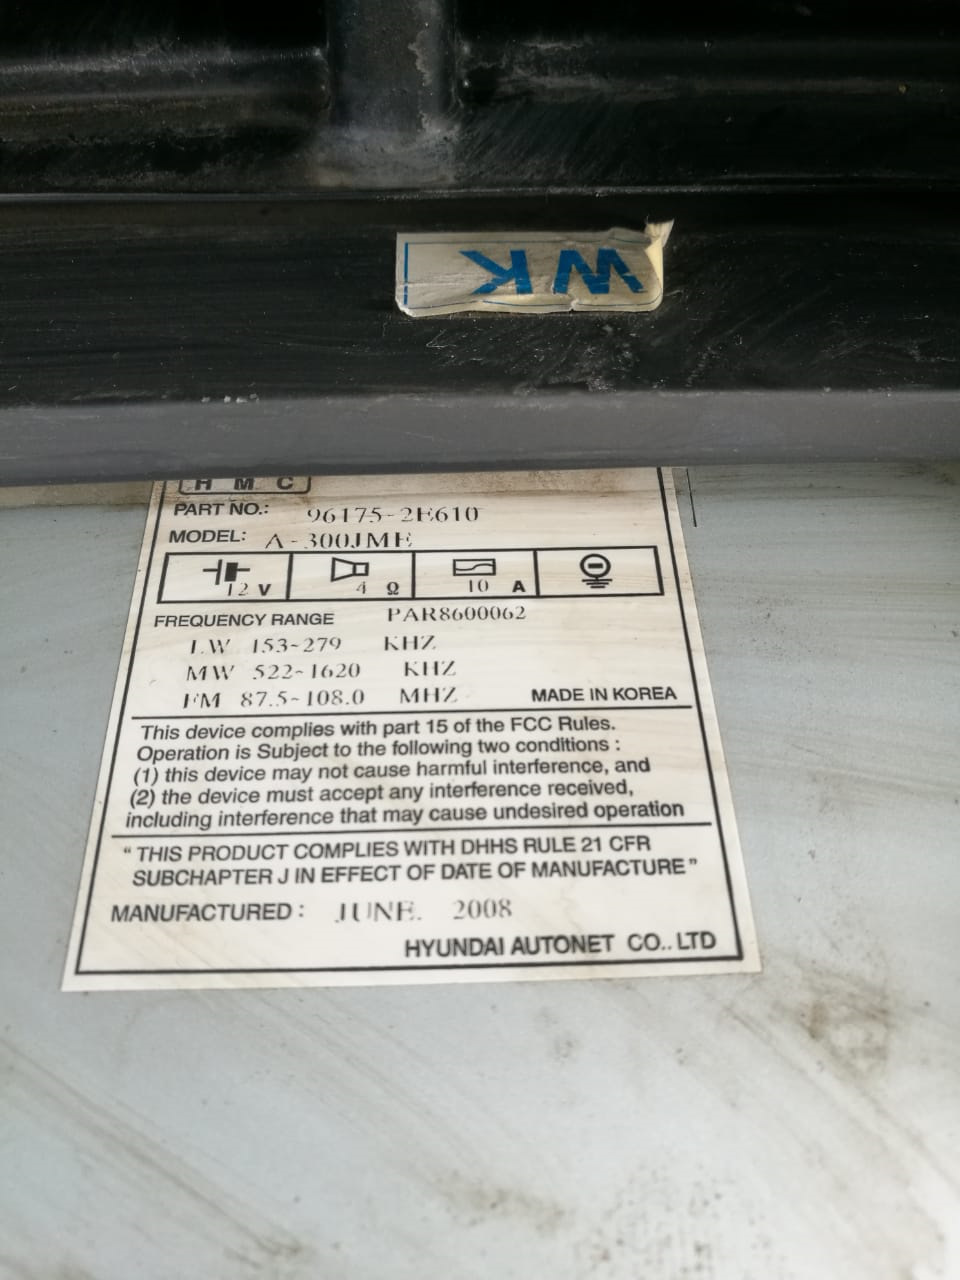 WK
HMC
PART NO.: 96175-2E610
MODEL: A-300JME
12 V 4 Ω 10 A
FREQUENCY RANGE PAR8600062
LW 153~279 KHZ
MW 522~1620 KHZ
FM 87.5~108.0 MHZ MADE IN KOREA
This device complies with part 15 of the FCC Rules.
Operation is Subject to the following two conditions :
(1) this device may not cause harmful interference, and
(2) the device must accept any interference received,
including interference that may cause undesired operation
“ THIS PRODUCT COMPLIES WITH DHHS RULE 21 CFR
SUBCHAPTER J IN EFFECT OF DATE OF MANUFACTURE ”
MANUFACTURED : JUNE. 2008
HYUNDAI AUTONET CO.. LTD